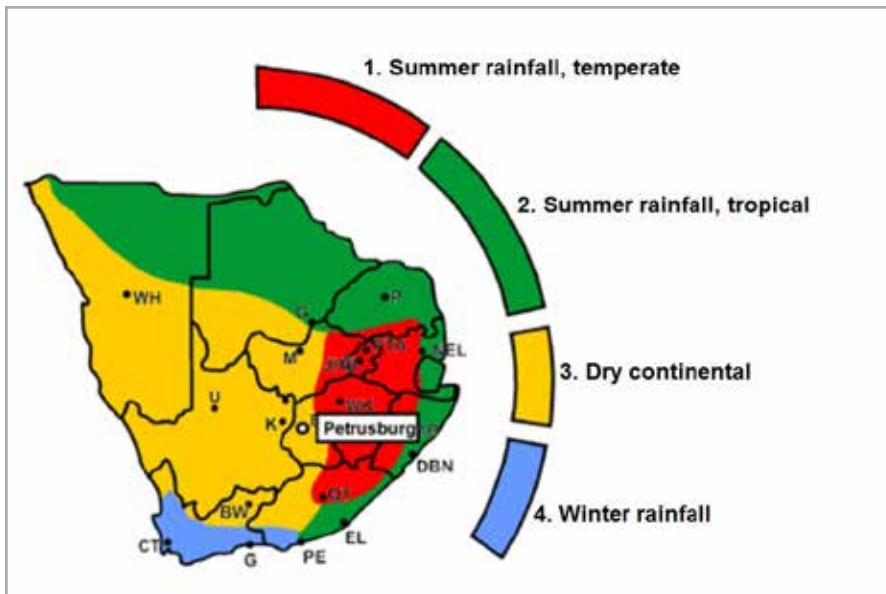 1. Summer rainfall, temperate
2. Summer rainfall, tropical
3. Dry continental
4. Winter rainfall
WH
P
G
M
NEL
U
K
Petrusburg
DBN
BW
EL
CT
G
PE